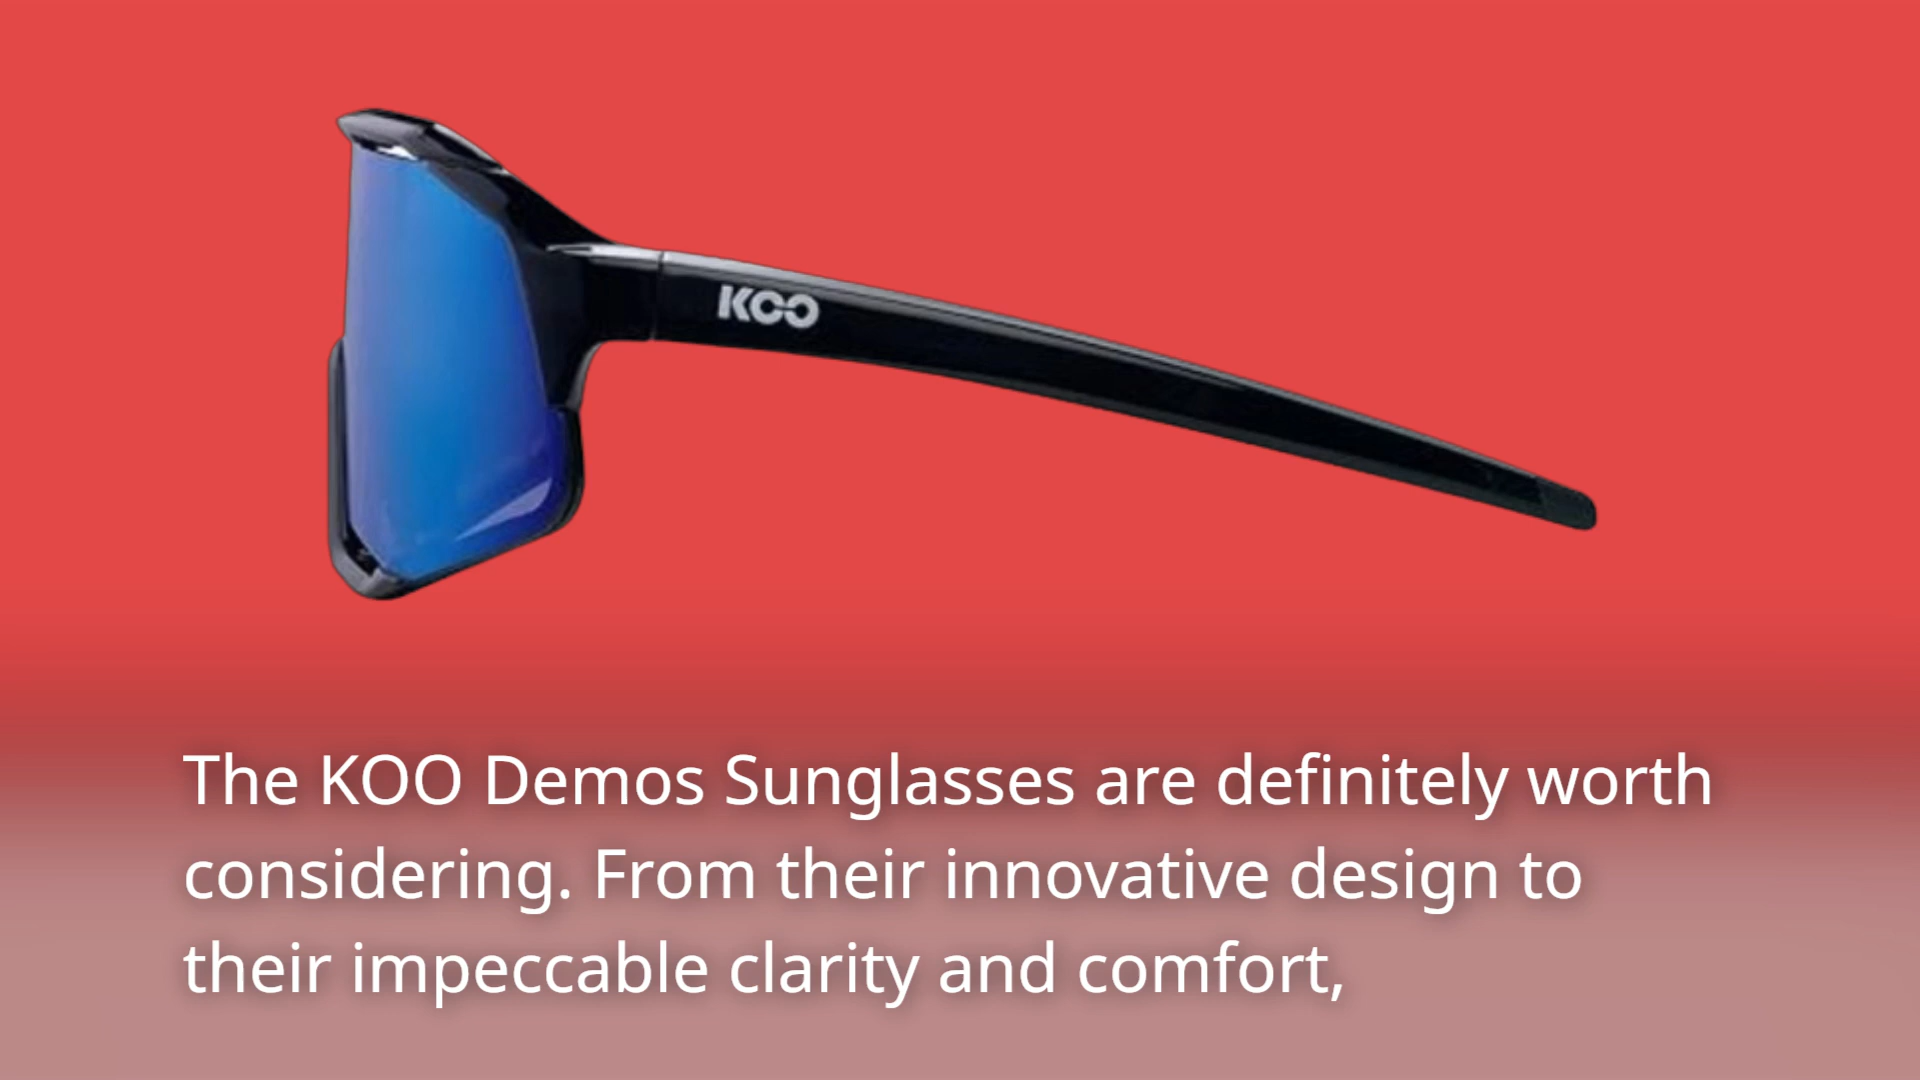 KOO
The KOO Demos Sunglasses are definitely worth
considering. From their innovative design to
their impeccable clarity and comfort,